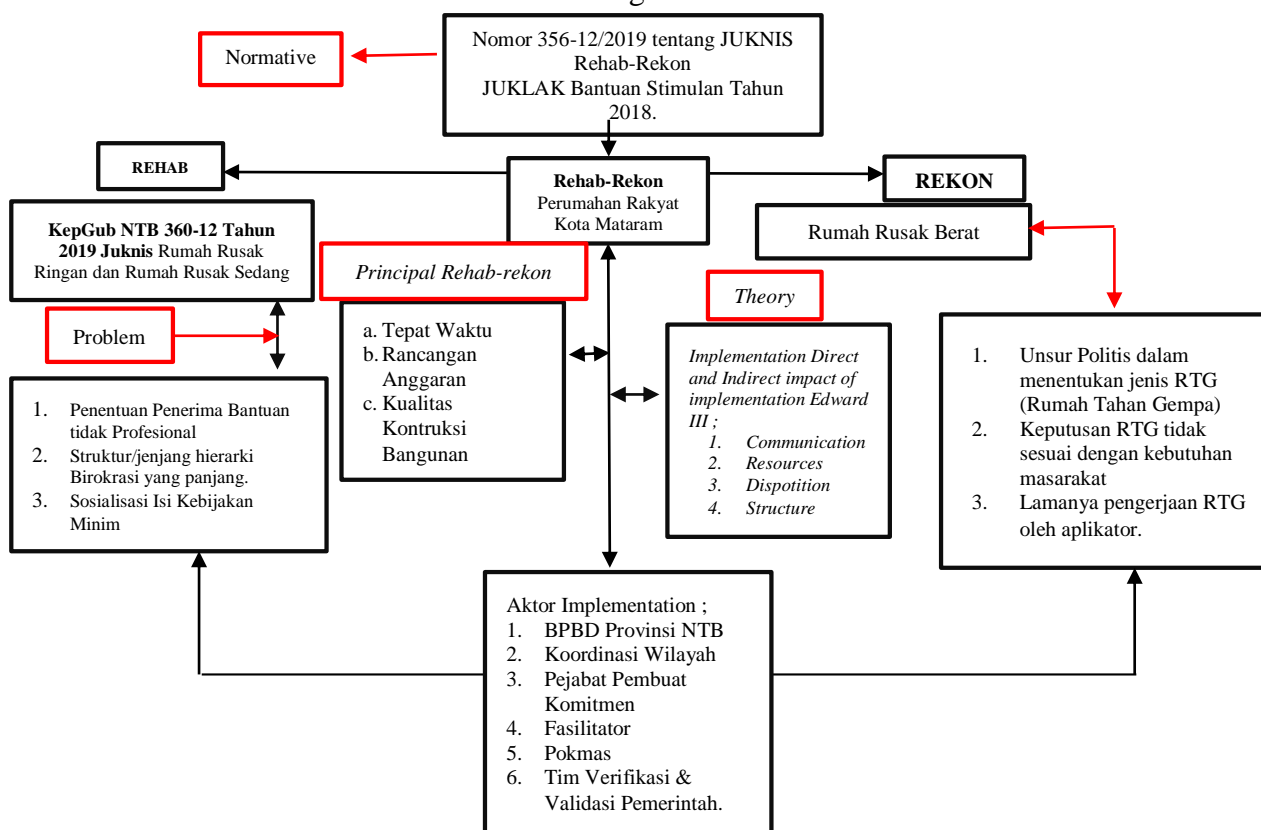 Normative
Nomor 356-12/2019 tentang JUKNIS
Rehab-Rekon
JUKLAK Bantuan Stimulan Tahun
2018.
REHAB
Rehab-Rekon
Perumahan Rakyat
Kota Mataram
REKON
KepGub NTB 360-12 Tahun
2019 Juknis Rumah Rusak
Ringan dan Rumah Rusak Sedang
Rumah Rusak Berat
Principal Rehab-rekon
Theory
Problem
a. Tepat Waktu
b. Rancangan
Anggaran
c. Kualitas
Kontruksi
Bangunan
Implementation Direct
and Indirect impact of
implementation Edward
III ;
1. Communication
2. Resources
3. Dispotition
4. Structure
1. Unsur Politis dalam
menentukan jenis RTG
(Rumah Tahan Gempa)
2. Keputusan RTG tidak
sesuai dengan kebutuhan
masarakat
3. Lamanya pengerjaan RTG
oleh aplikator.
1. Penentuan Penerima Bantuan
tidak Profesional
2. Struktur/jenjang hierarki
Birokrasi yang panjang.
3. Sosialisasi Isi Kebijakan
Minim
Aktor Implementation ;
1. BPBD Provinsi NTB
2. Koordinasi Wilayah
3. Pejabat Pembuat
Komitmen
4. Fasilitator
5. Pokmas
6. Tim Verifikasi &
Validasi Pemerintah.